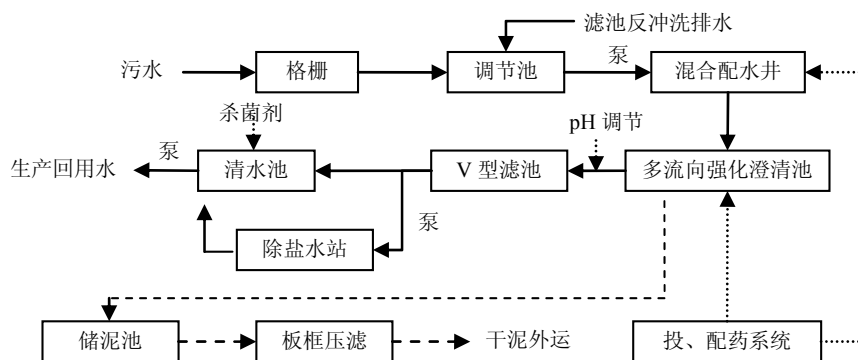 滤池反冲洗排水
污水
格栅
调节池
泵
混合配水井
杀菌剂
pH 调节
生产回用水
泵
清水池
V 型滤池
多流向强化澄清池
除盐水站
泵
储泥池
板框压滤
干泥外运
投、配药系统